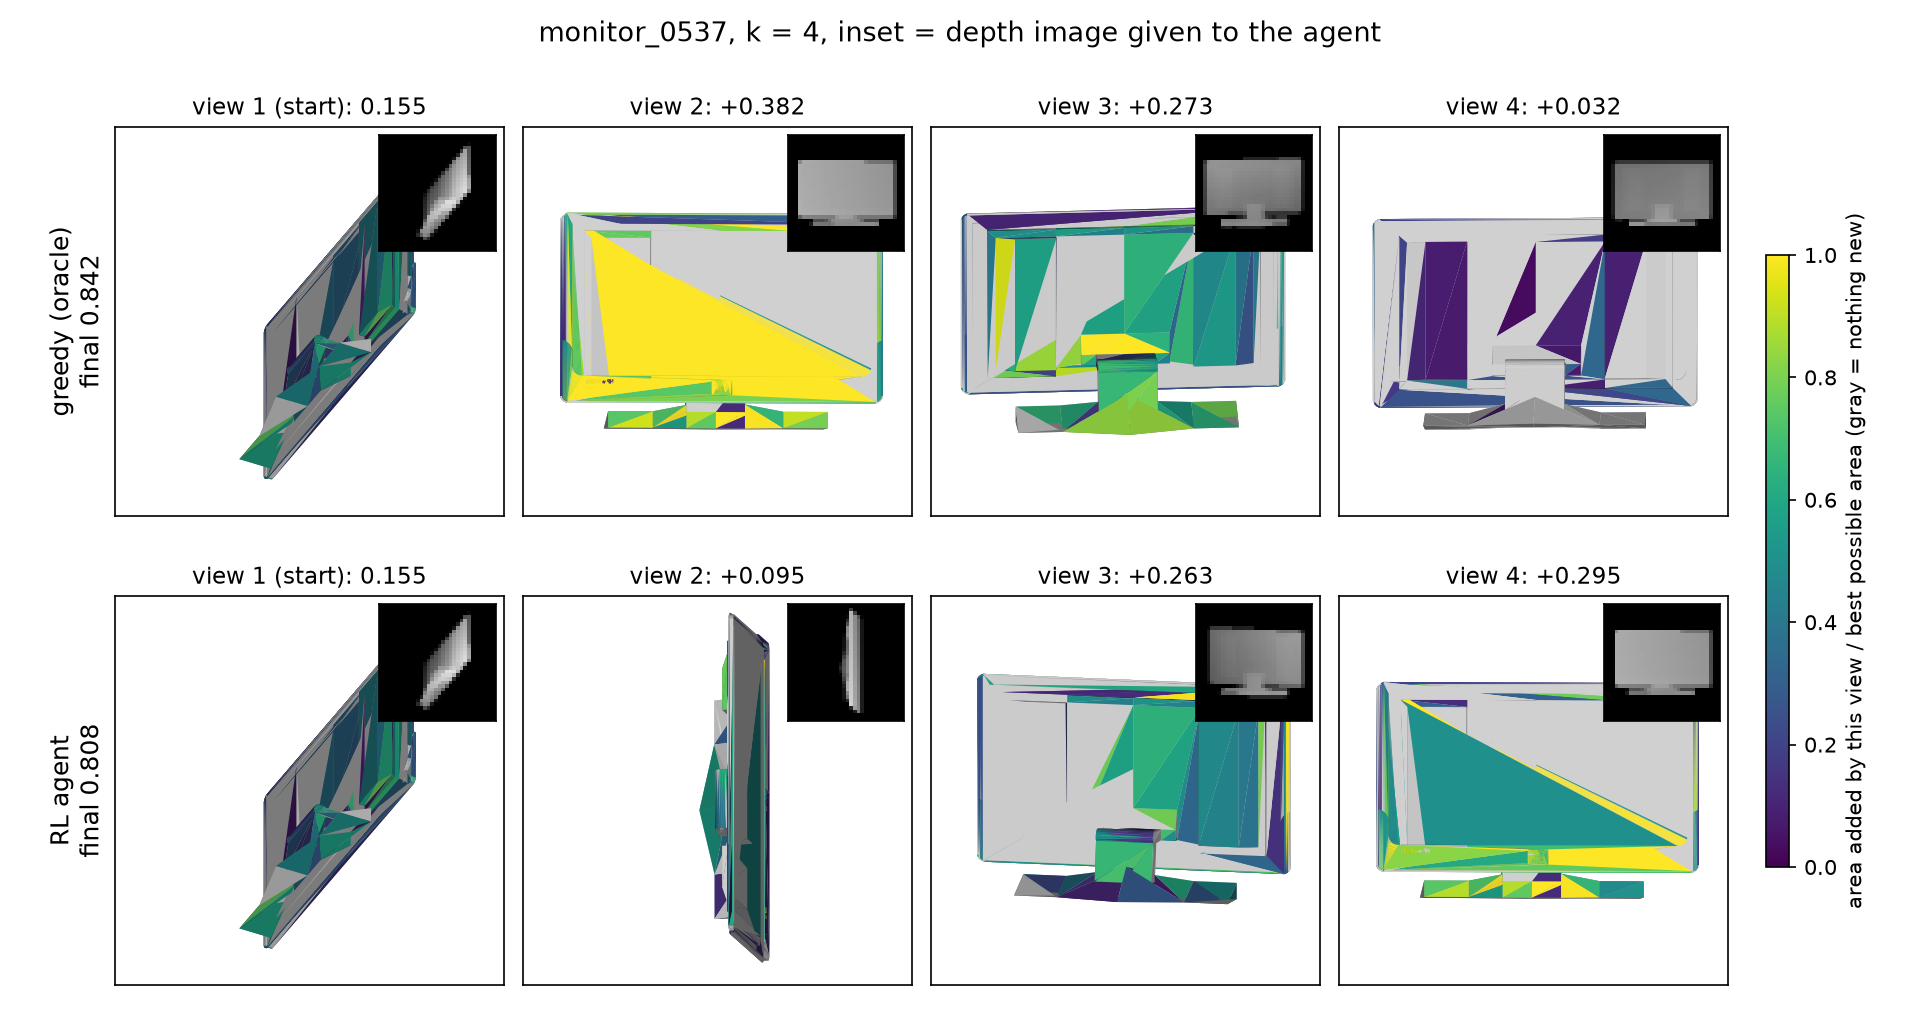 monitor_0537, k = 4, inset = depth image given to the agent
view 1 (start): 0.155
view 2: +0.382
view 3: +0.273
view 4: +0.032
greedy (oracle)
final 0.842
view 1 (start): 0.155
view 2: +0.095
view 3: +0.263
view 4: +0.295
RL agent
final 0.808
1.0
0.8
0.6
0.4
0.2
0.0
area added by this view / best possible area (gray = nothing new)